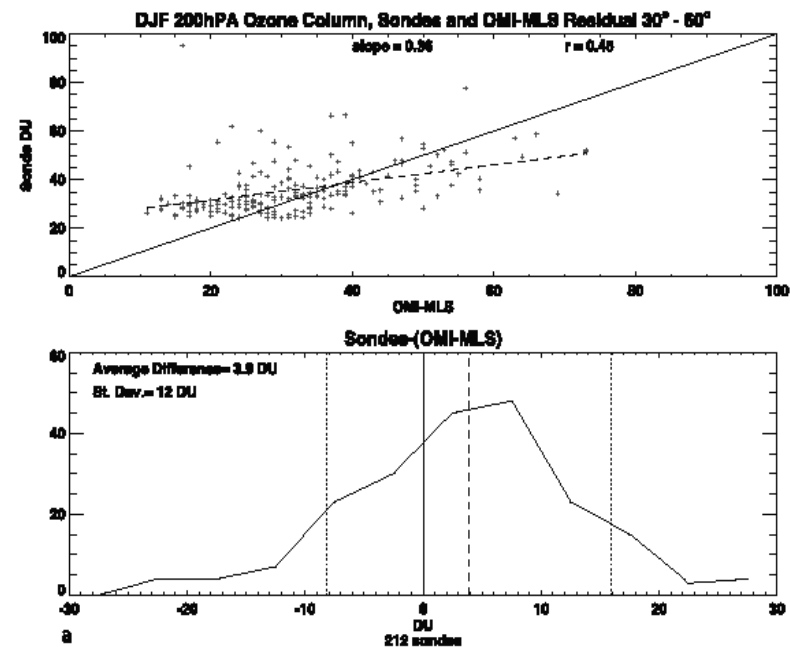 DJF 200hPA Ozone Column, Sondes and OMI-MLS Residual 30° - 60°
slope = 0.36 r = 0.45
100
80
60
40
20
0
Sonde DU
0 20 40 60 80 100
OMI-MLS
Sondes-(OMI-MLS)
Average Difference= 3.9 DU
St. Dev.= 12 DU
60
40
20
0
-30 -20 -10 0 10 20 30
DU
212 sondes
a